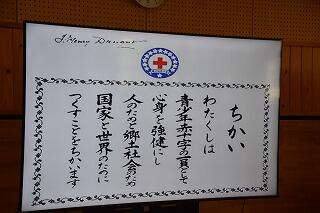 J. Henry Dunant
ちかい
わたくしは
青少年赤十字の一員として
心身を強健にし
人のためと郷土社会のため
国家と世界のために
つくすことをちかいます